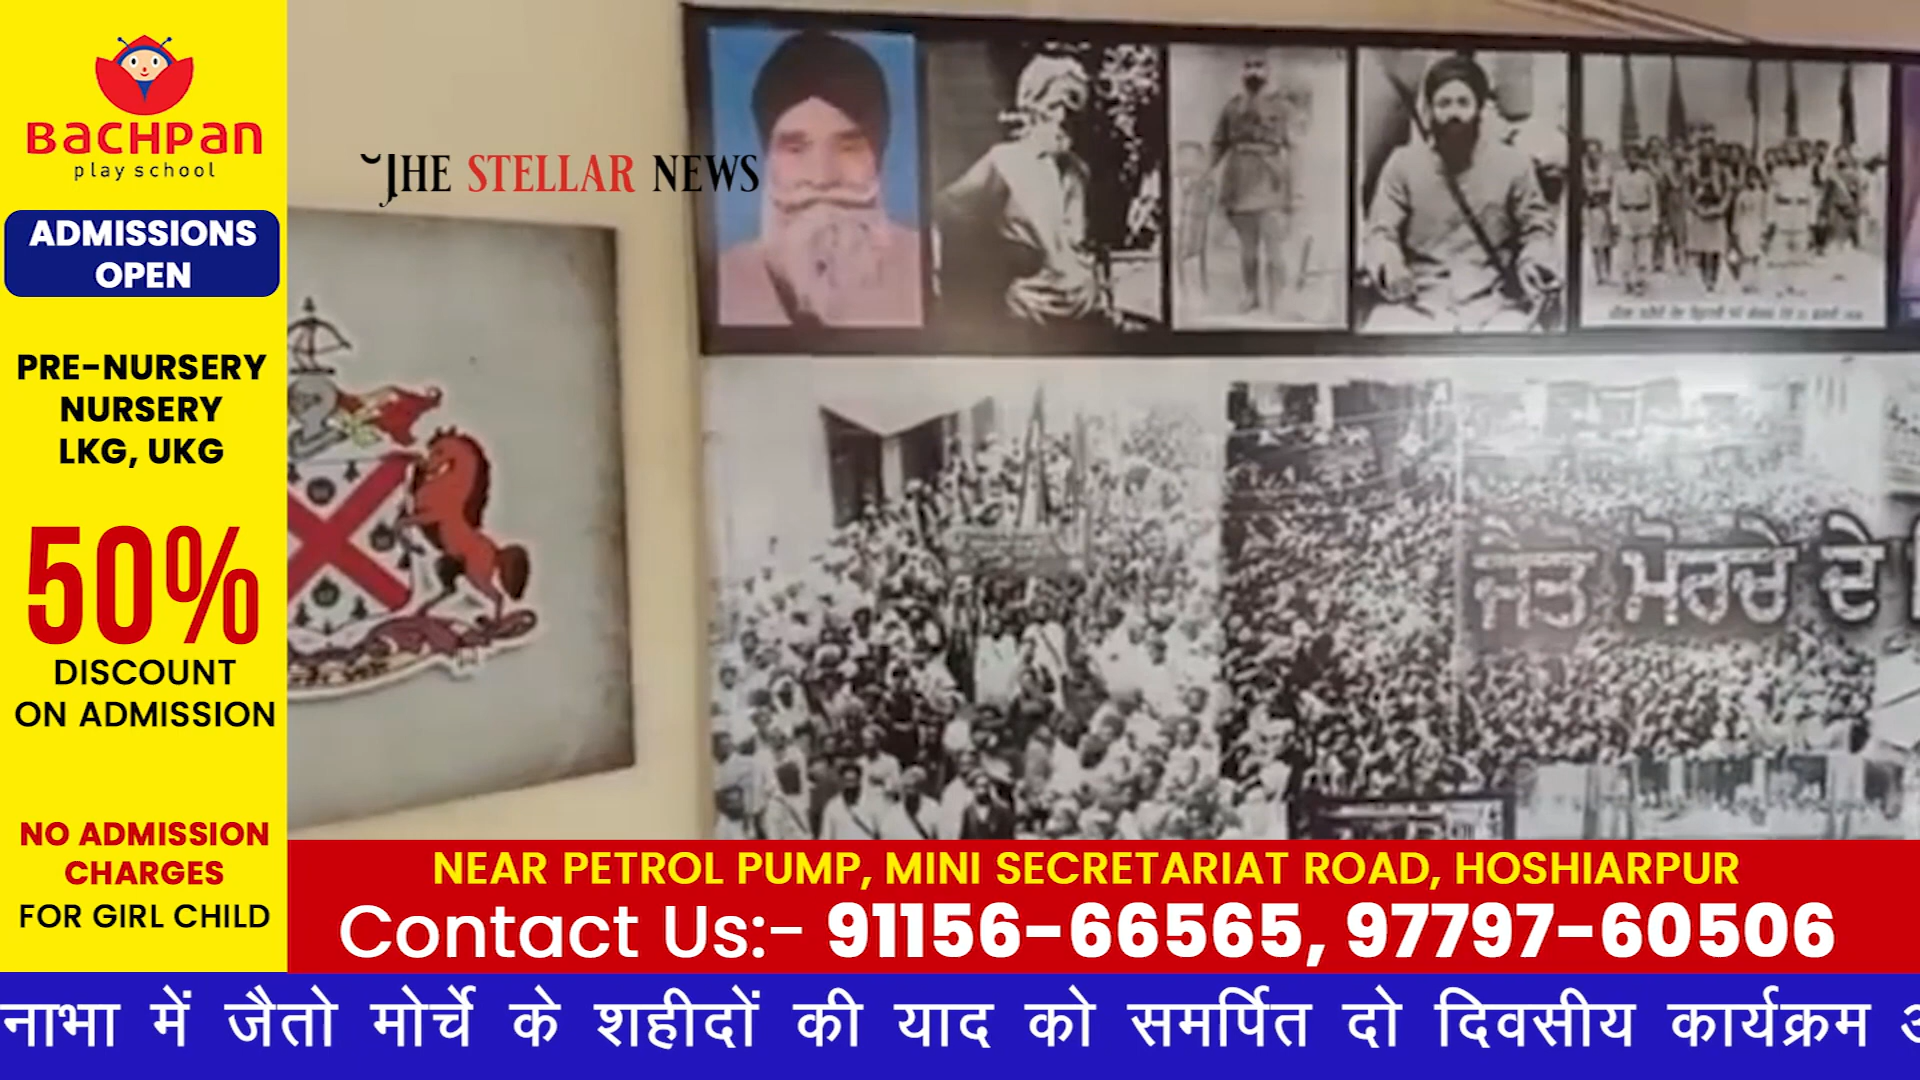 BACHPAN
play school
ADMISSIONS
OPEN
PRE-NURSERY
NURSERY
LKG, UKG
50%
DISCOUNT
ON ADMISSION
NO ADMISSION
CHARGES
FOR GIRL CHILD
THE STELLAR NEWS
ਜੈਤੋ ਮੋਰਚੇ ਦੇ
NEAR PETROL PUMP, MINI SECRETARIAT ROAD, HOSHIARPUR
Contact Us:- 91156-66565, 97797-60506
नाभा में जैतो मोर्चे के शहीदों की याद को समर्पित दो दिवसीय कार्यक्रम